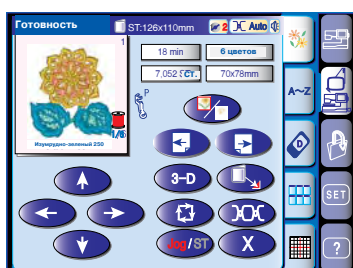 Готовность
ST:126x110mm
2
Auto
1
18 min
6 цветов
7,052 Ст.
70x78mm
P
1/6
Изумрудно-зеленый 250
A~Z
D
3-D
SET
Jog/ST
X
?